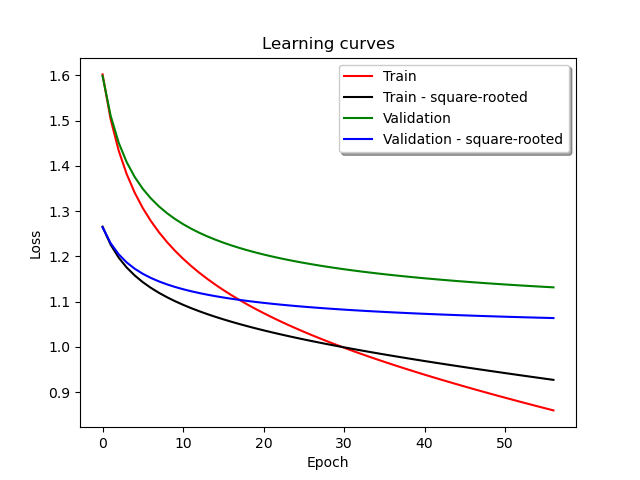 Learning curves
Train
Train - square-rooted
Validation
Validation - square-rooted
Loss
1.6
1.5
1.4
1.3
1.2
1.1
1.0
0.9
0 10 20 30 40 50
Epoch